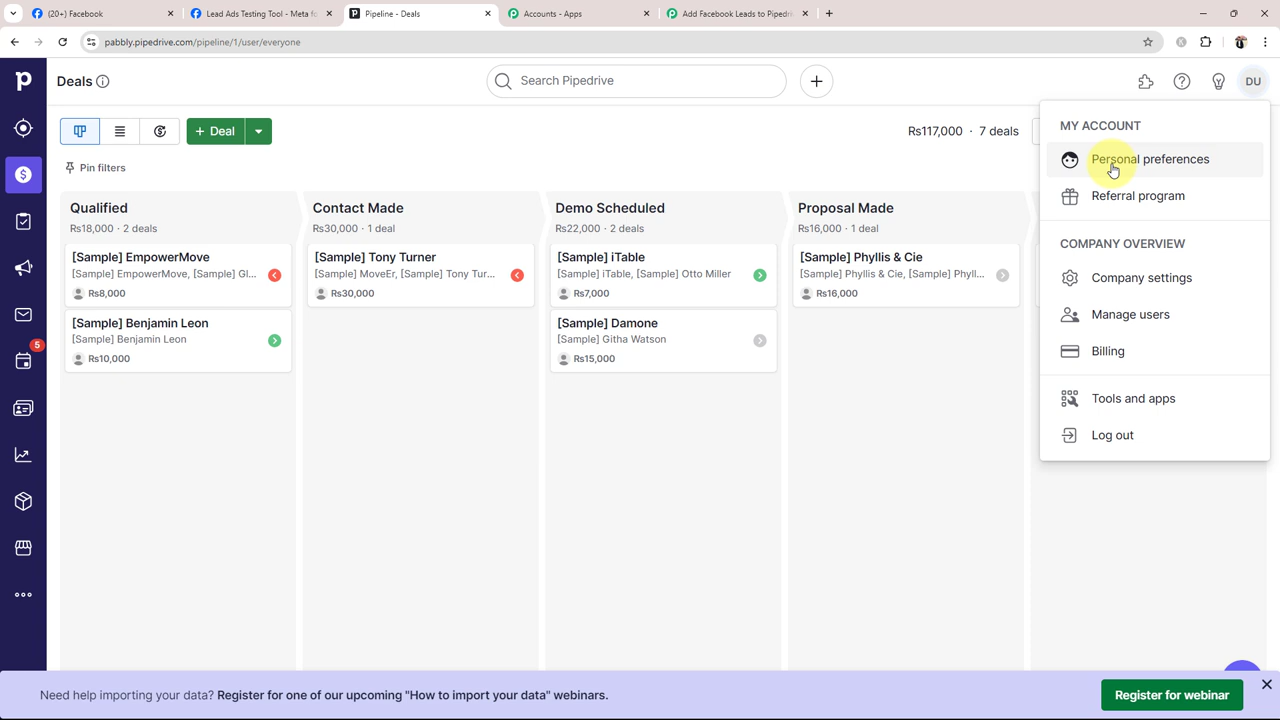 (20+) Facebook
Lead Ads Testing Tool - Meta fo
Pipeline - Deals
Accounts - Apps
Add Facebook Leads to Pipedri
pabbly.pipedrive.com/pipeline/1/user/everyone
K
p
Deals
Search Pipedrive
DU
+ Deal
Rs117,000 · 7 deals
Pin filters
Qualified
Rs18,000 · 2 deals
[Sample] EmpowerMove
[Sample] EmpowerMove, [Sample] Gl...
Rs8,000
[Sample] Benjamin Leon
[Sample] Benjamin Leon
Rs10,000
Contact Made
Rs30,000 · 1 deal
[Sample] Tony Turner
[Sample] MoveEr, [Sample] Tony Tur...
Rs30,000
Demo Scheduled
Rs22,000 · 2 deals
[Sample] iTable
[Sample] iTable, [Sample] Otto Miller
Rs7,000
[Sample] Damone
[Sample] Githa Watson
Rs15,000
Proposal Made
Rs16,000 · 1 deal
[Sample] Phyllis & Cie
[Sample] Phyllis & Cie, [Sample] Phyll...
Rs16,000
MY ACCOUNT
Personal preferences
Referral program
COMPANY OVERVIEW
Company settings
Manage users
Billing
Tools and apps
Log out
5
Need help importing your data? Register for one of our upcoming "How to import your data" webinars.
Register for webinar